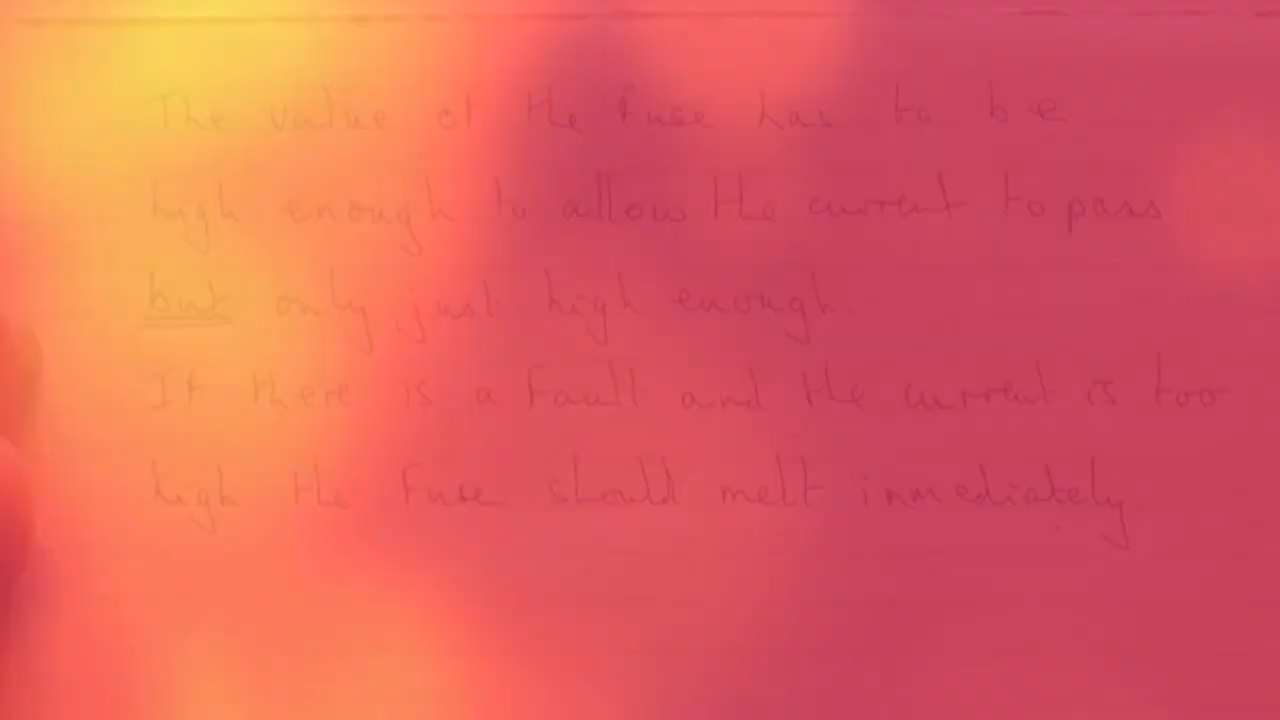 The value of the fuse has to be
high enough to allow the current to pass
but only just high enough.
If there is a fault and the current is too
high the fuse should melt immediately